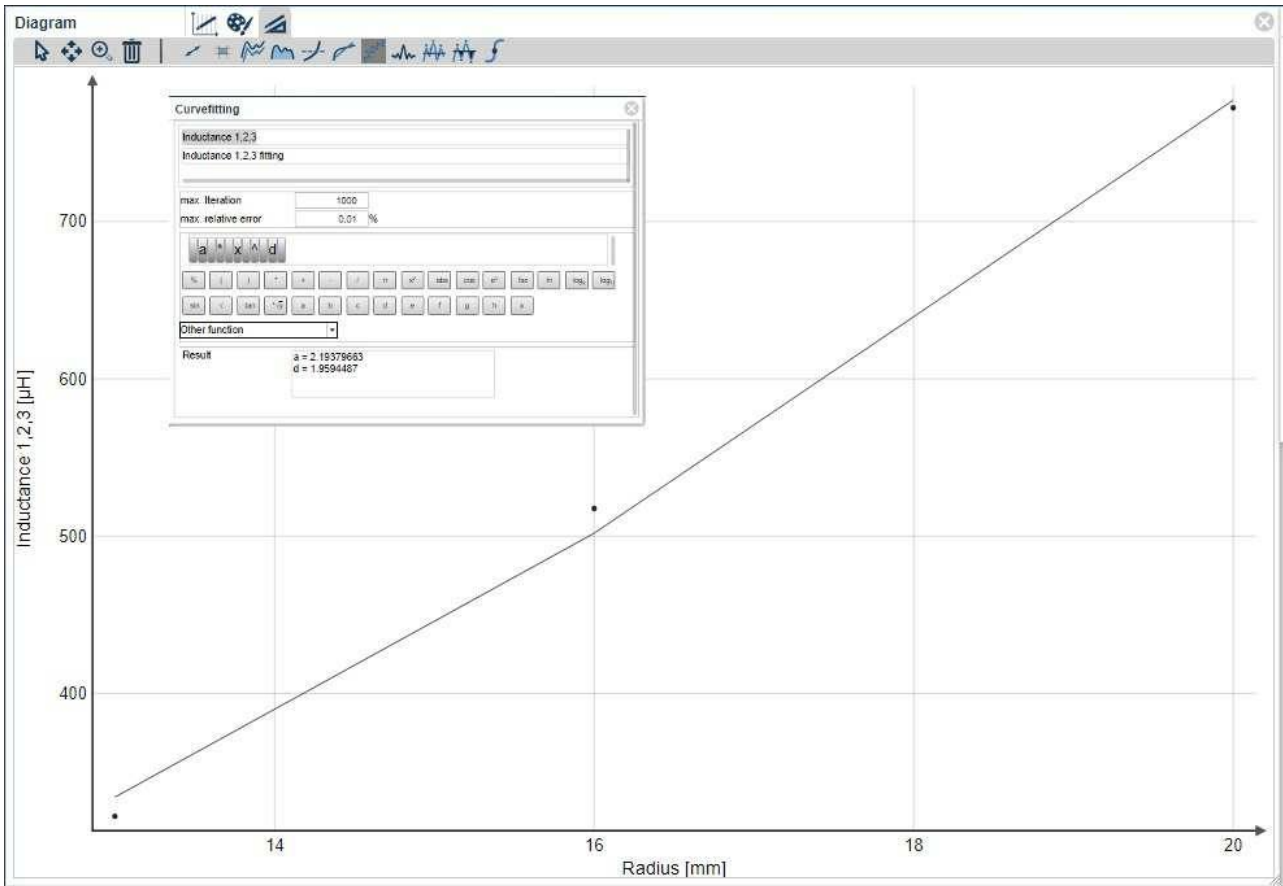 Diagram
Curvefitting
Inductance 1,2,3
Inductance 1,2,3 fitting
max. Iteration 1000
max. relative error 0.01 %
a * x ^ d
Other function
Result
a = 2.19379663
d = 1.9594487
700
600
500
400
Inductance 1,2,3 [µH]
14 16 18 20
Radius [mm]